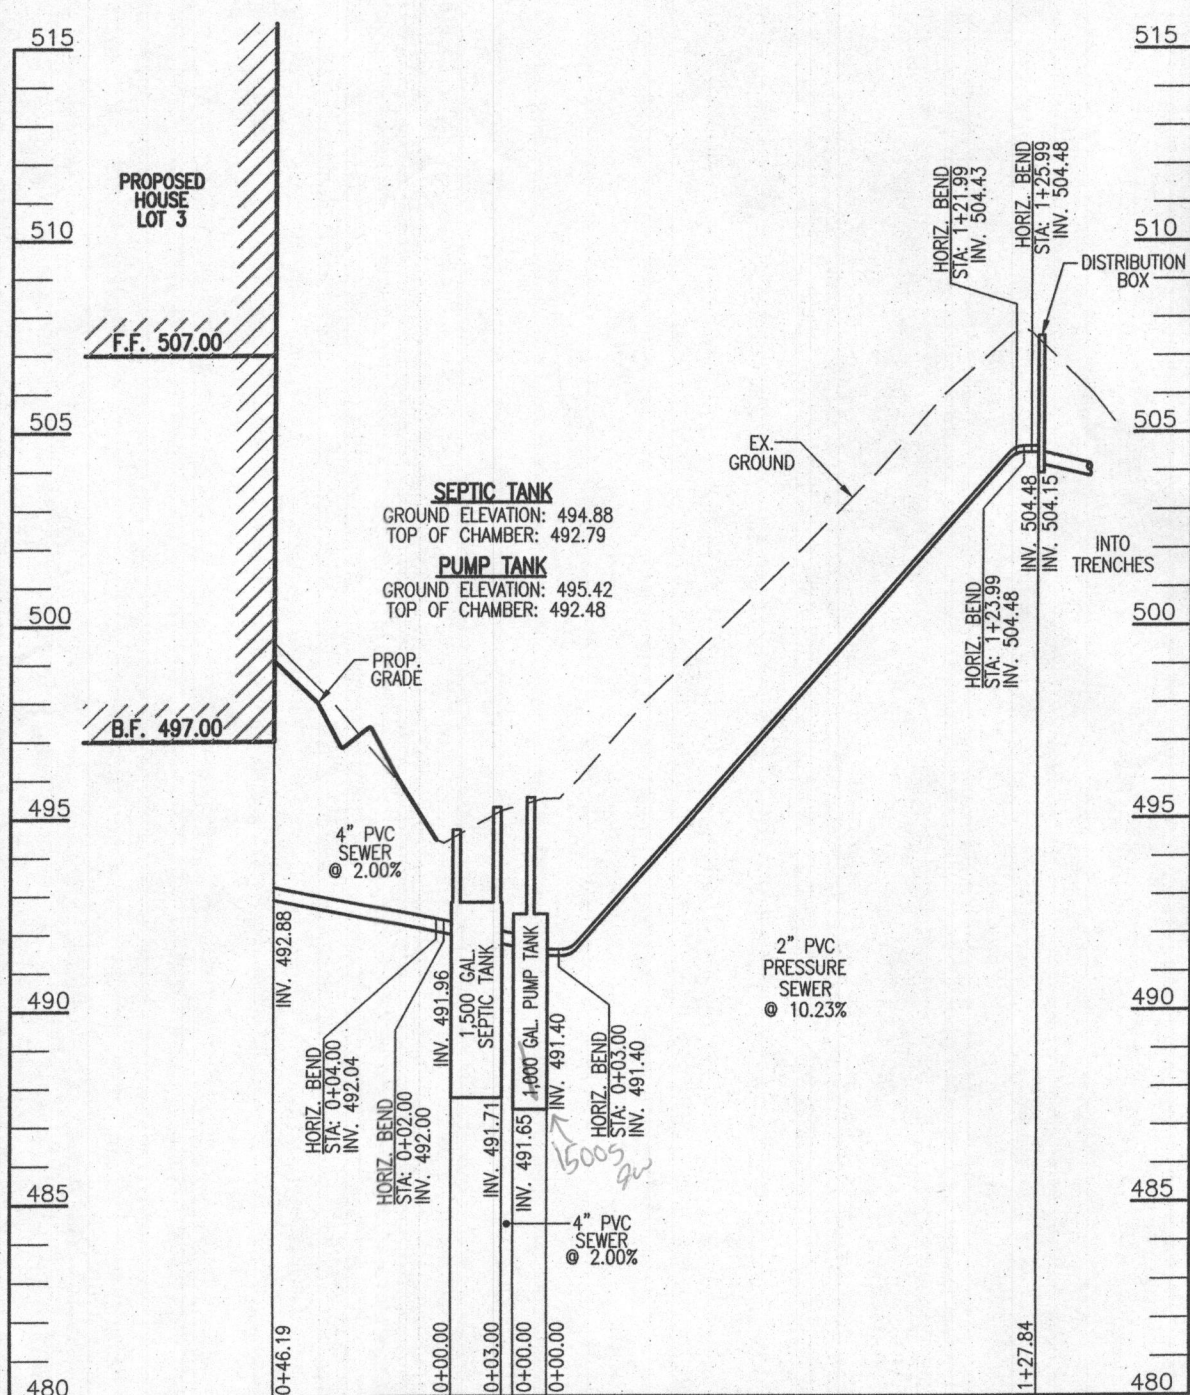 515
510
505
500
495
490
485
480
515
510
505
500
495
490
485
480
PROPOSED
HOUSE
LOT 3
F.F. 507.00
B.F. 497.00
SEPTIC TANK
GROUND ELEVATION: 494.88
TOP OF CHAMBER: 492.79
PUMP TANK
GROUND ELEVATION: 495.42
TOP OF CHAMBER: 492.48
PROP.
GRADE
EX.
GROUND
HORIZ. BEND
STA: 1+21.99
INV. 504.43
HORIZ. BEND
STA: 1+25.99
INV. 504.48
DISTRIBUTION
BOX
INV. 504.48
INV. 504.15
INTO
TRENCHES
HORIZ. BEND
STA: 1+23.99
INV. 504.48
4" PVC
SEWER
@ 2.00%
INV. 492.88
HORIZ. BEND
STA: 0+04.00
INV. 492.04
HORIZ. BEND
STA: 0+02.00
INV. 492.00
INV. 491.96
1,500 GAL.
SEPTIC TANK
INV. 491.71
1,000 GAL. PUMP TANK
INV. 491.65
INV. 491.40
HORIZ. BEND
STA: 0+03.00
INV. 491.40
2" PVC
PRESSURE
SEWER
@ 10.23%
4" PVC
SEWER
@ 2.00%
0+46.19
0+00.00
0+03.00
0+00.00
0+00.00
1+27.84